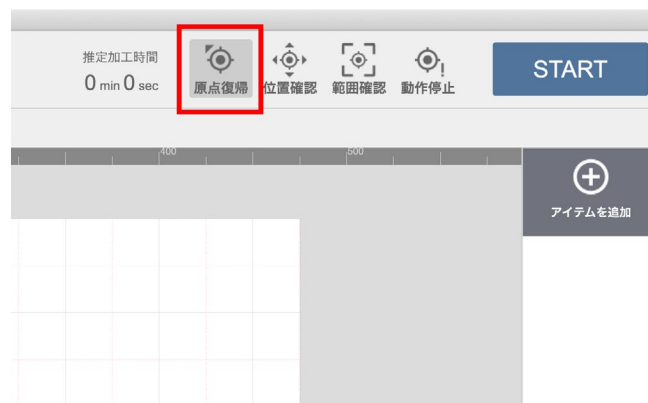 推定加工時間
0 min 0 sec
原点復帰
位置確認
範囲確認
動作停止
START
400
500
アイテムを追加